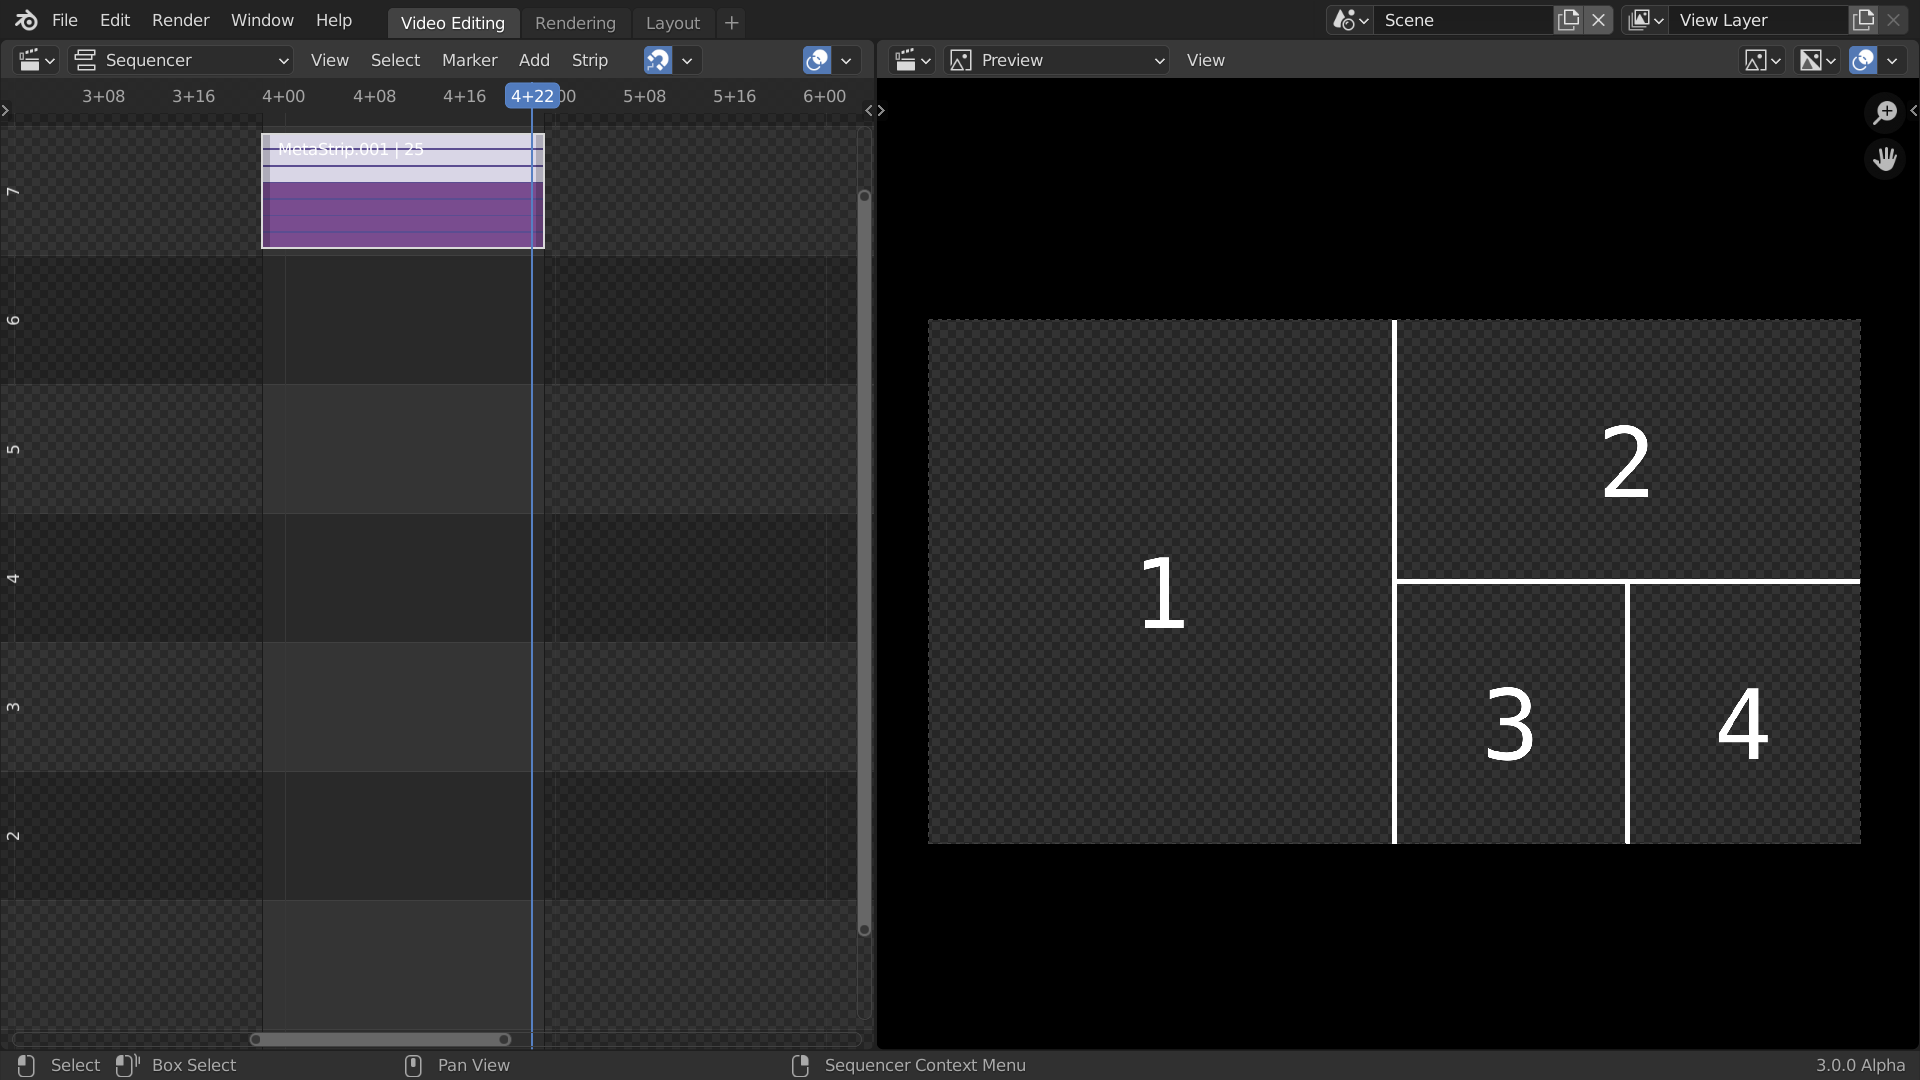 File Edit Render Window Help Video Editing Rendering Layout + Scene View Layer
Sequencer View Select Marker Add Strip Preview View
3+08 3+16 4+00 4+08 4+16 4+22 00 5+08 5+16 6+00
MetaStrip.001 | 25
7
6
5
4
3
2
2
1
3
4
Select Box Select Pan View Sequencer Context Menu 3.0.0 Alpha